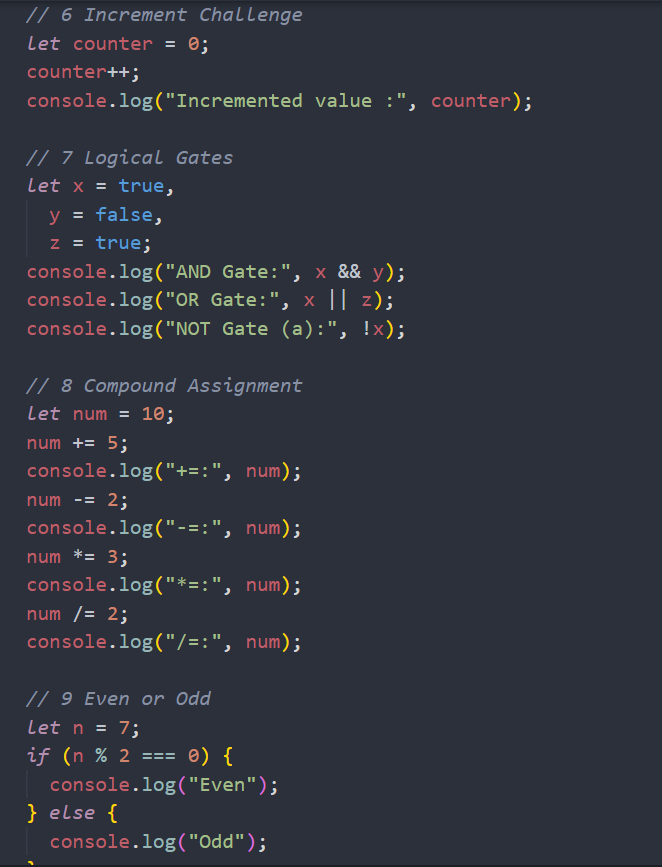 // 6 Increment Challenge
let counter = 0;
counter++;
console.log("Incremented value :", counter);

// 7 Logical Gates
let x = true,
  y = false,
  z = true;
console.log("AND Gate:", x && y);
console.log("OR Gate:", x || z);
console.log("NOT Gate (a):", !x);

// 8 Compound Assignment
let num = 10;
num += 5;
console.log("+=:", num);
num -= 2;
console.log("-=:", num);
num *= 3;
console.log("*=:", num);
num /= 2;
console.log("/=:", num);

// 9 Even or Odd
let n = 7;
if (n % 2 === 0) {
  console.log("Even");
} else {
  console.log("Odd");
}